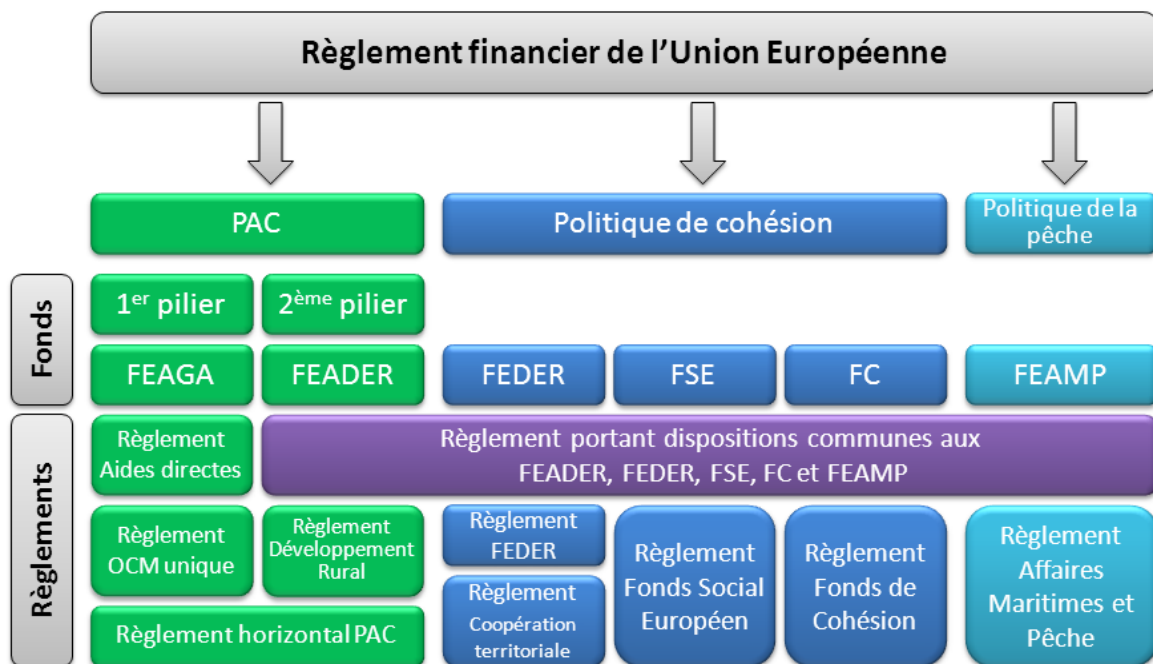 Règlement financier de l’Union Européenne
PAC
Politique de cohésion
Politique de la
pêche
Fonds
1er pilier
2ème pilier
FEAGA
FEADER
FEDER
FSE
FC
FEAMP
Règlements
Règlement
Aides directes
Règlement portant dispositions communes aux
FEADER, FEDER, FSE, FC et FEAMP
Règlement
OCM unique
Règlement
Développement
Rural
Règlement
FEDER
Règlement
Coopération
territoriale
Règlement
Fonds Social
Européen
Règlement
Fonds de
Cohésion
Règlement
Affaires
Maritimes et
Pêche
Règlement horizontal PAC